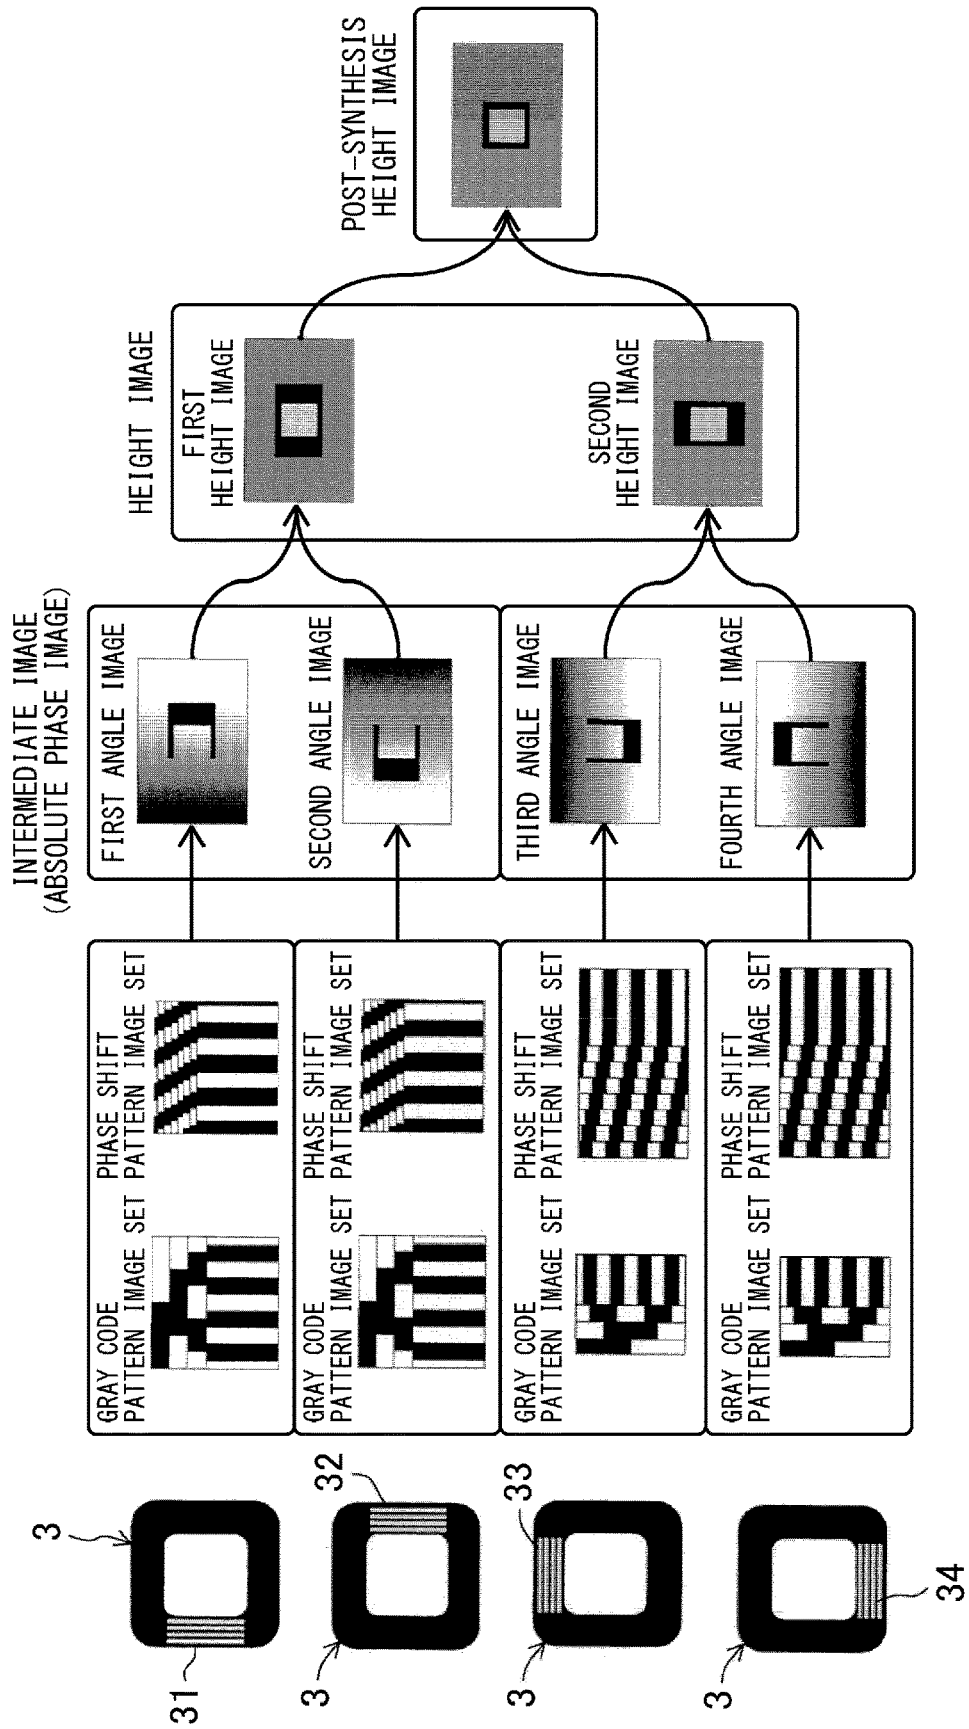 3
31
GRAY CODE
PATTERN IMAGE SET
PHASE SHIFT
PATTERN IMAGE SET
INTERMEDIATE IMAGE
(ABSOLUTE PHASE IMAGE)
FIRST ANGLE IMAGE
HEIGHT IMAGE
FIRST
HEIGHT IMAGE
POST-SYNTHESIS
HEIGHT IMAGE
3
32
GRAY CODE
PATTERN IMAGE SET
PHASE SHIFT
PATTERN IMAGE SET
SECOND ANGLE IMAGE
3
33
GRAY CODE
PATTERN IMAGE SET
PHASE SHIFT
PATTERN IMAGE SET
THIRD ANGLE IMAGE
SECOND
HEIGHT IMAGE
3
34
GRAY CODE
PATTERN IMAGE SET
PHASE SHIFT
PATTERN IMAGE SET
FOURTH ANGLE IMAGE